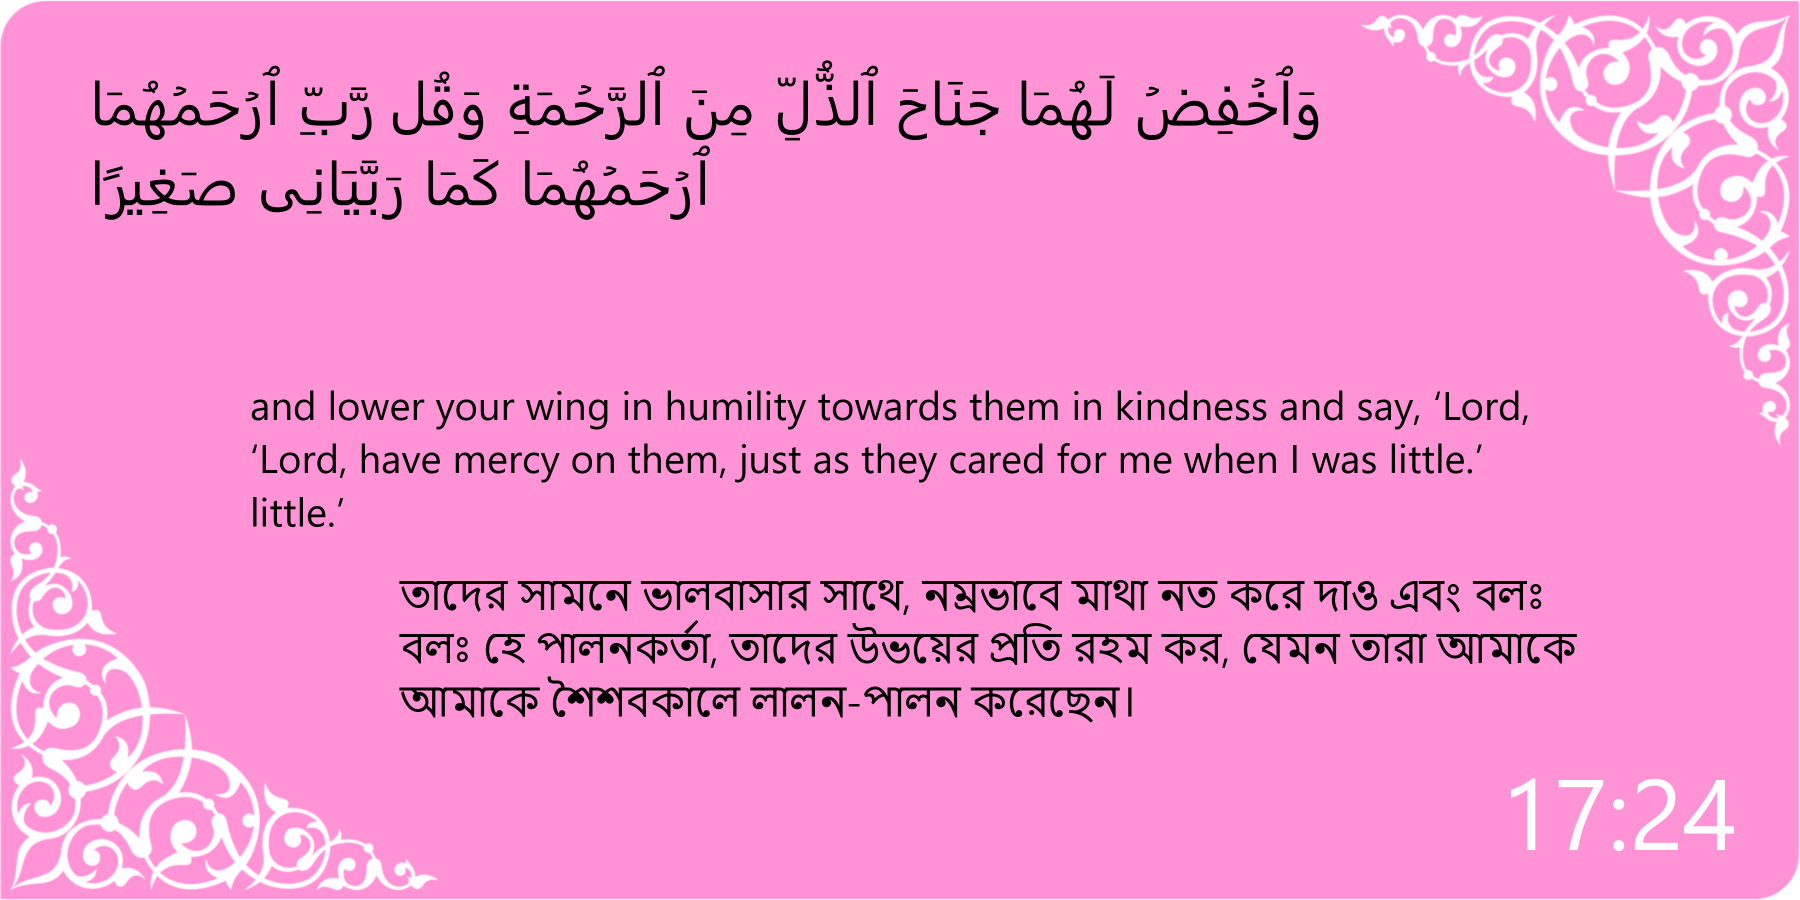 وَٱخۡفِضۡ لَهُمَا جَنَاحَ ٱلذُّلِّ مِنَ ٱلرَّحۡمَةِ وَقُل رَّبِّ ٱرۡحَمۡهُمَا
ٱرۡحَمۡهُمَا كَمَا رَبَّيَانِى صَغِيرًا
and lower your wing in humility towards them in kindness and say, ‘Lord,
‘Lord, have mercy on them, just as they cared for me when I was little.’
little.’
তাদের সামনে ভালবাসার সাথে, নম্রভাবে মাথা নত করে দাও এবং বলঃ
বলঃ হে পালনকর্তা, তাদের উভয়ের প্রতি রহম কর, যেমন তারা আমাকে
আমাকে শৈশবকালে লালন-পালন করেছেন।
17:24